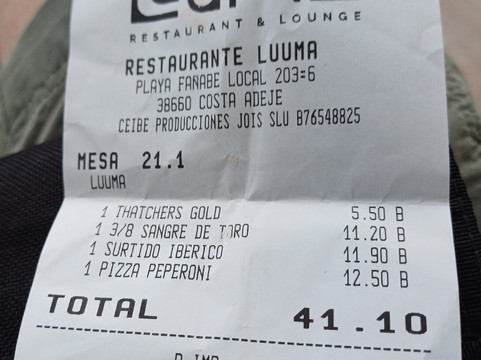 RESTAURANT & LOUNGE
RESTAURANTE LUUMA
PLAYA FANABE LOCAL 203=6
38660 COSTA ADEJE
CEIBE PRODUCCIONES JOIS SLU B76548825
MESA 21.1
LUUMA
1 THATCHERS GOLD 5.50 B
1 3/8 SANGRE DE TORO 11.20 B
1 SURTIDO IBERICO 11.90 B
1 PIZZA PEPERONI 12.50 B
TOTAL 41.10